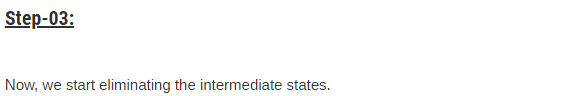 Step-03:
Now, we start eliminating the intermediate states.